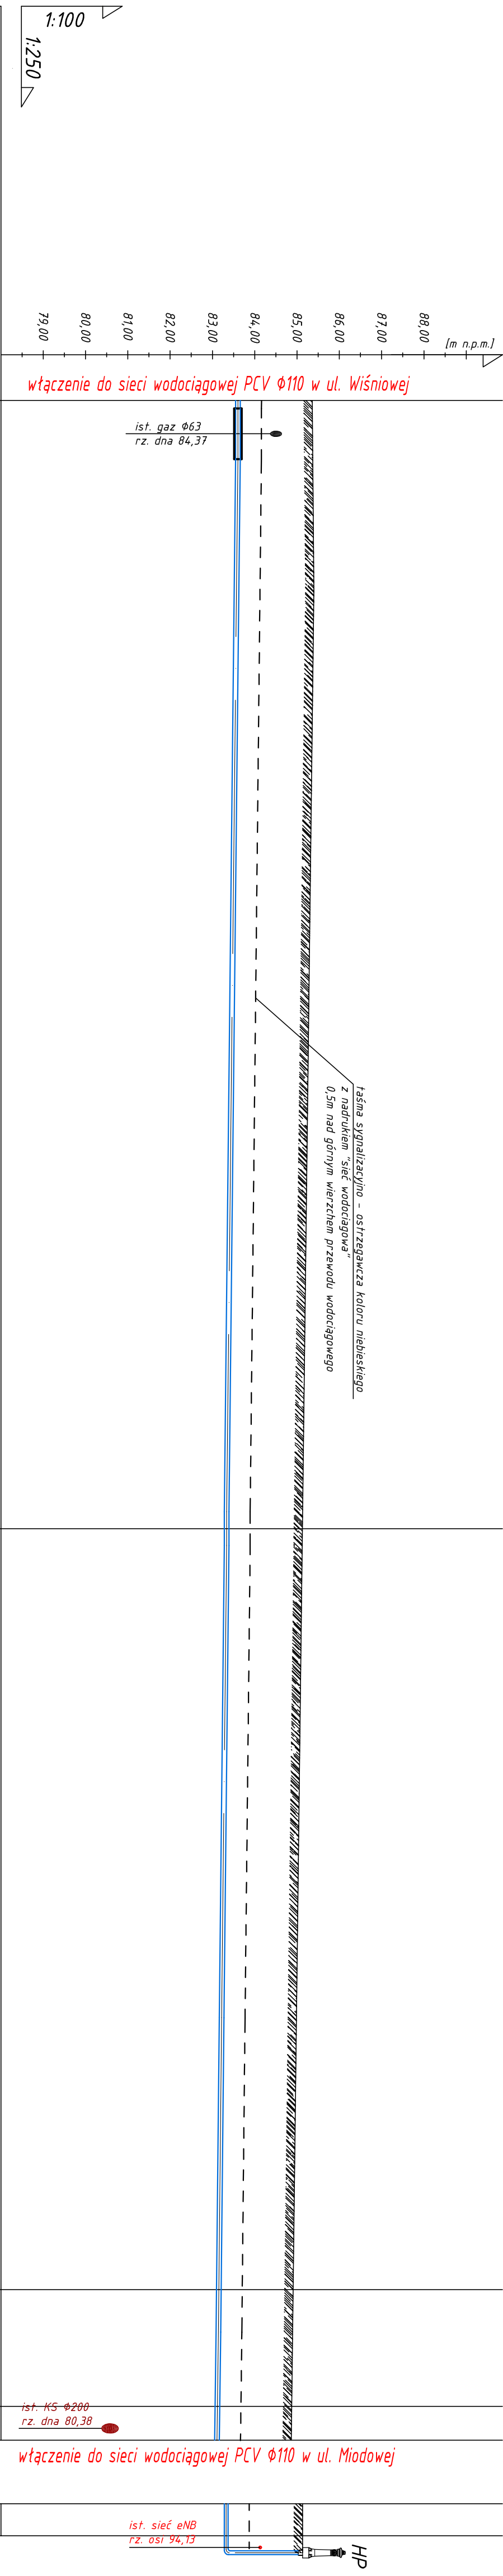 1:100
1:250
79,00
80,00
81,00
82,00
83,00
84,00
85,00
86,00
87,00
88,00
[m n.p.m.]
włączenie do sieci wodociągowej PCV Φ110 w ul. Wiśniowej
ist. gaz Φ63
rz. dna 84,37
taśma sygnalizacyjno - ostrzegawcza koloru niebieskiego
z nadrukiem "sieć wodociągowa"
0,5m nad górnym wierzchem przewodu wodociągowego
ist. KS Φ200
rz. dna 80,38
włączenie do sieci wodociągowej PCV Φ110 w ul. Miodowej
ist. sieć eNB
rz. osi 94,13
HP